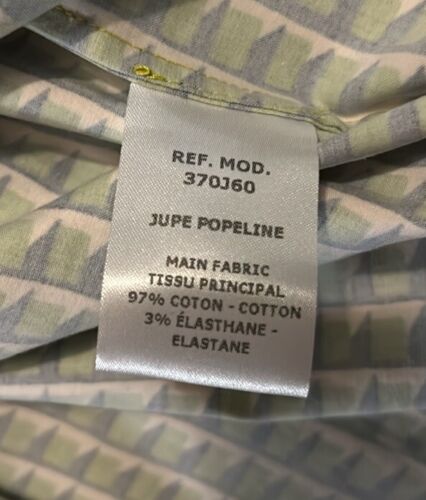 REF. MOD.
370J60
JUPE POPELINE
MAIN FABRIC
TISSU PRINCIPAL
97% COTON - COTTON
3% ÉLASTHANE -
ELASTANE